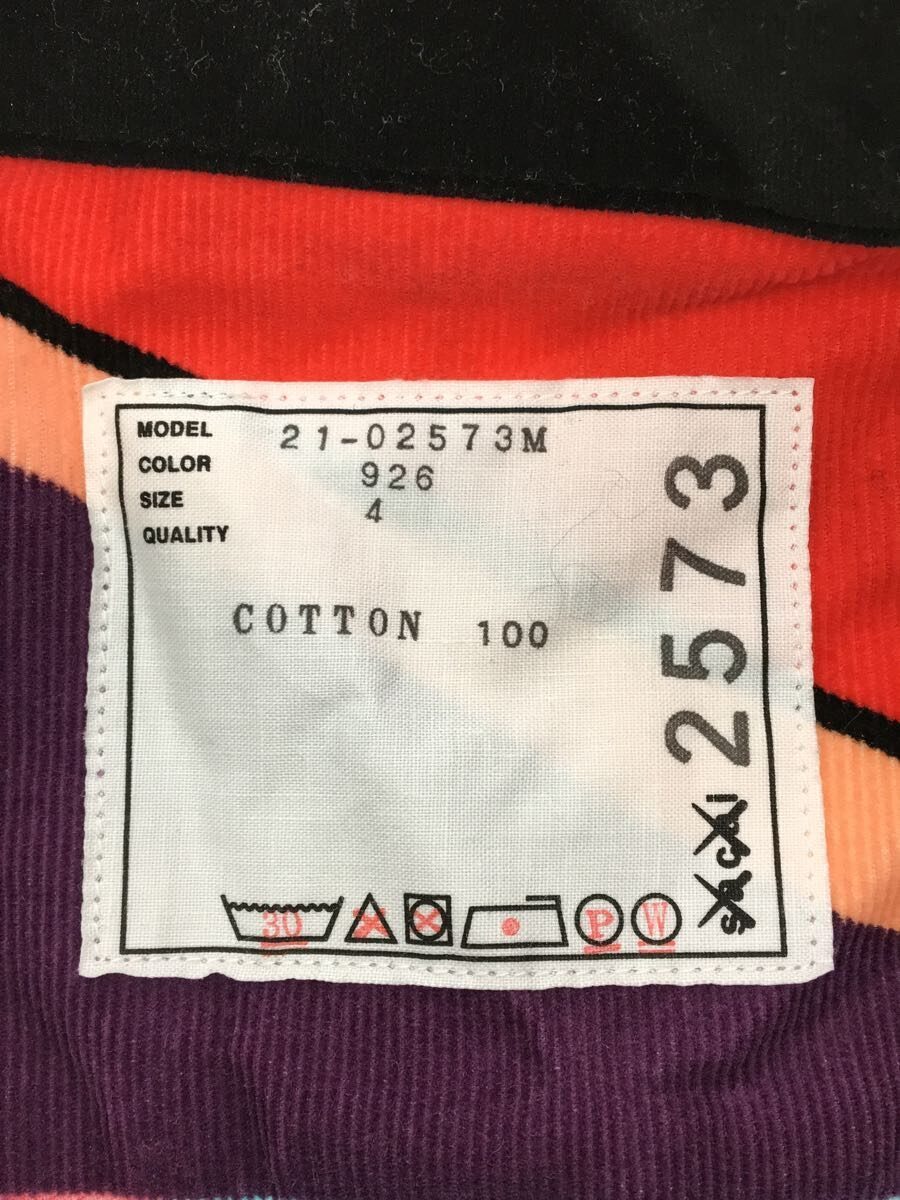 MODEL 21-02573M
COLOR 926
SIZE 4
QUALITY
COTTON 100
2573
sacai
30
P
W